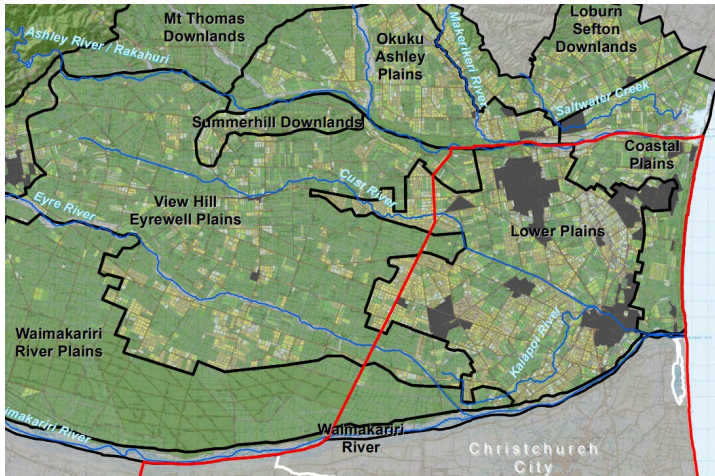 Mt Thomas
Downlands
Loburn
Sefton
Downlands
Okuku
Ashley
Plains
Ashley River / Rakahuri
Makerikeri River
Saltwater Creek
Summerhill Downlands
Coastal
Plains
Cust River
View Hill
Eyrewell Plains
Eyre River
Lower Plains
Waimakariri
River Plains
Kaiapoi River
imakariri River
Waimakariri
River
Christchurch
City